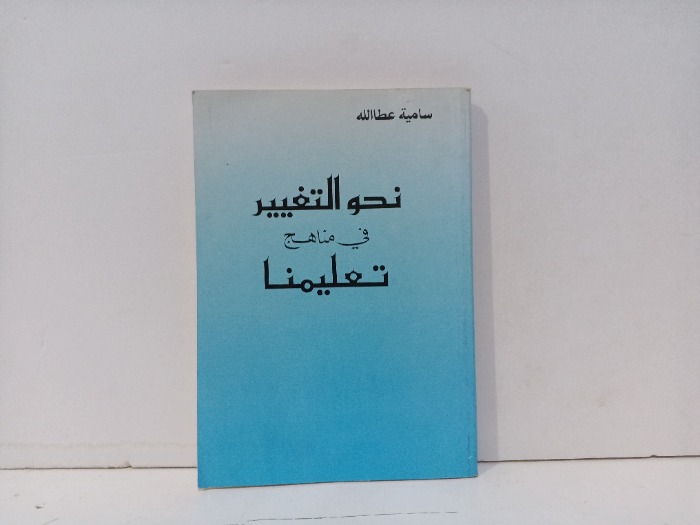 سامية عطاالله
نحو التغيير
في مناهج
تعليمنا